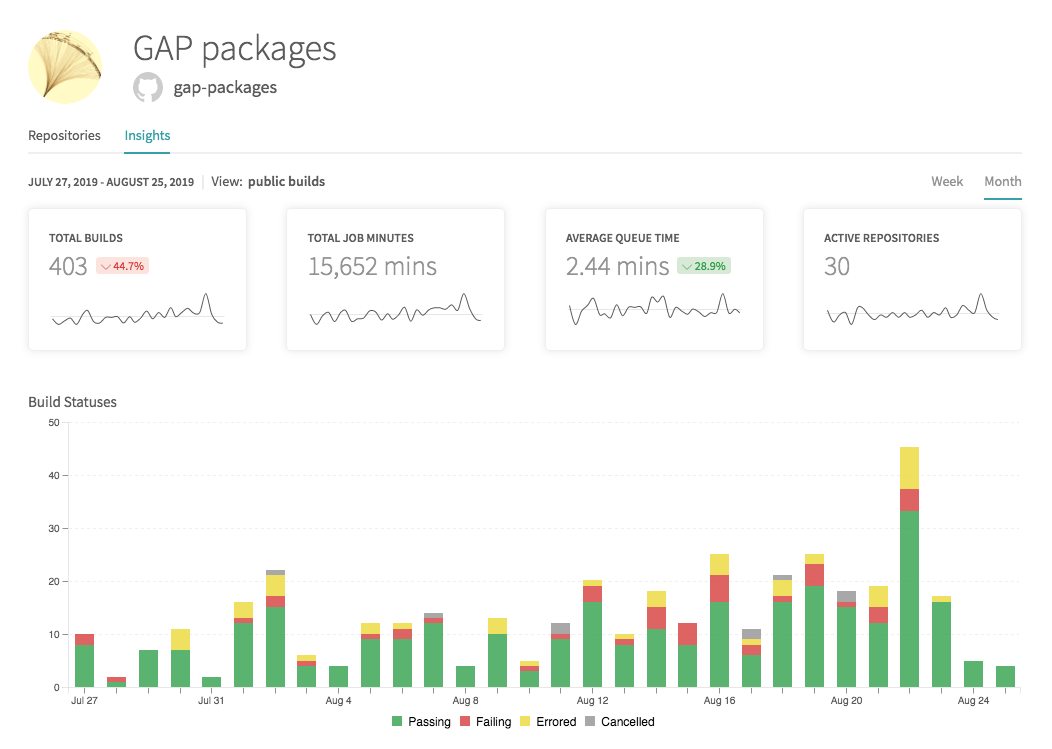 GAP packages
gap-packages
Repositories Insights
JULY 27, 2019 - AUGUST 25, 2019 View: public builds Week Month
TOTAL BUILDS
403 44.7%
TOTAL JOB MINUTES
15,652 mins
AVERAGE QUEUE TIME
2.44 mins 28.9%
ACTIVE REPOSITORIES
30
Build Statuses
50
40
30
20
10
0
Jul 27 Jul 31 Aug 4 Aug 8 Aug 12 Aug 16 Aug 20 Aug 24
Passing Failing Errored Cancelled